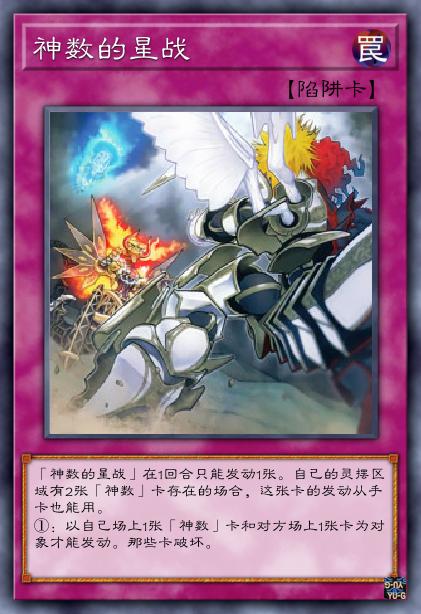 神数的星战
罠
【陷阱卡】
「神数的星战」在1回合只能发动1张。自己的灵摆区
域有2张「神数」卡存在的场合，这张卡的发动从手
卡也能用。
①：以自己场上1张「神数」卡和对方场上1张卡为对
象才能发动。那些卡破坏。
YU-G